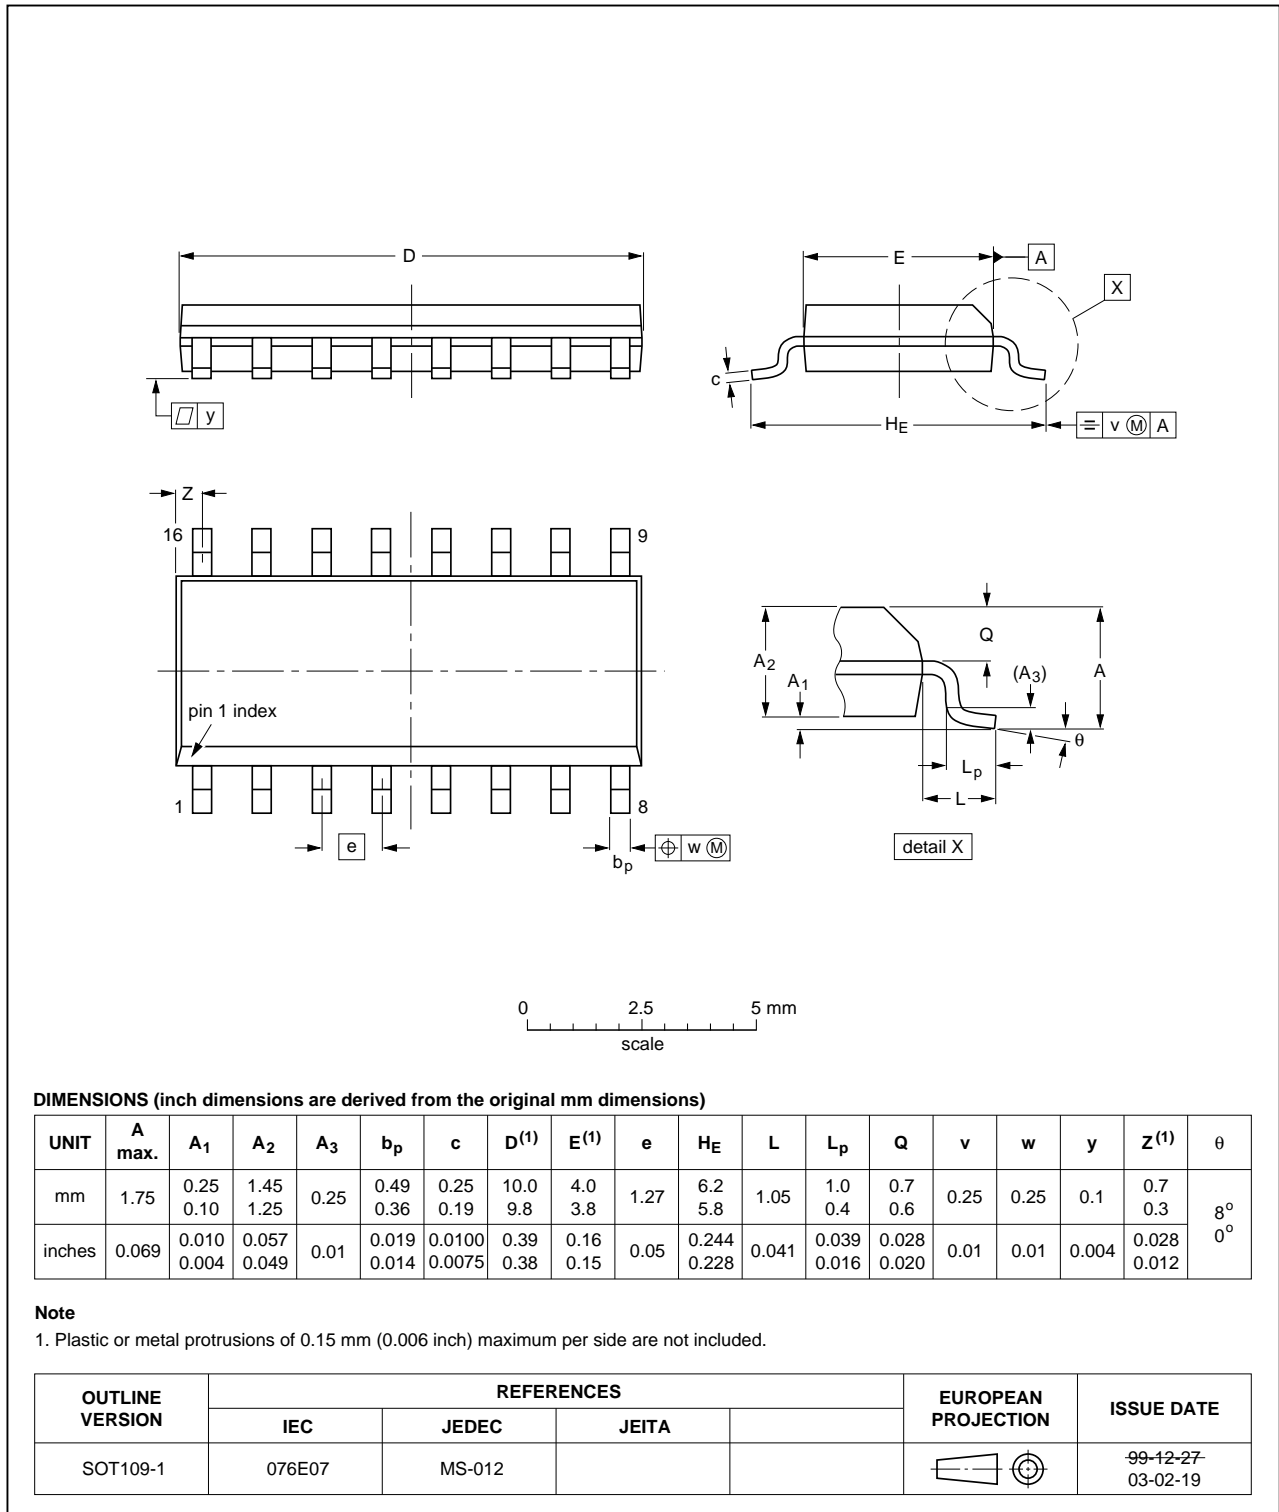 D
E
A
X
c
y
HE
v M A
Z
16
9
pin 1 index
1
8
e
bp
w M
A2
A1
Q
(A3)
A
θ
Lp
L
detail X
0 2.5 5 mm
scale
DIMENSIONS (inch dimensions are derived from the original mm dimensions)
UNIT A max. A1 A2 A3 bp c D(1) E(1) e HE L Lp Q v w y Z(1) θ
mm 1.75 0.25 0.10 1.45 1.25 0.25 0.49 0.36 0.25 0.19 10.0 9.8 4.0 3.8 1.27 6.2 5.8 1.05 1.0 0.4 0.7 0.6 0.25 0.25 0.1 0.7 0.3 8° 0°
inches 0.069 0.010 0.004 0.057 0.049 0.01 0.019 0.014 0.0100 0.0075 0.39 0.38 0.16 0.15 0.05 0.244 0.228 0.041 0.039 0.016 0.028 0.020 0.01 0.01 0.004 0.028 0.012
Note
1. Plastic or metal protrusions of 0.15 mm (0.006 inch) maximum per side are not included.
OUTLINE VERSION REFERENCES EUROPEAN PROJECTION ISSUE DATE
IEC JEDEC JEITA
SOT109-1 076E07 MS-012 99-12-27
03-02-19